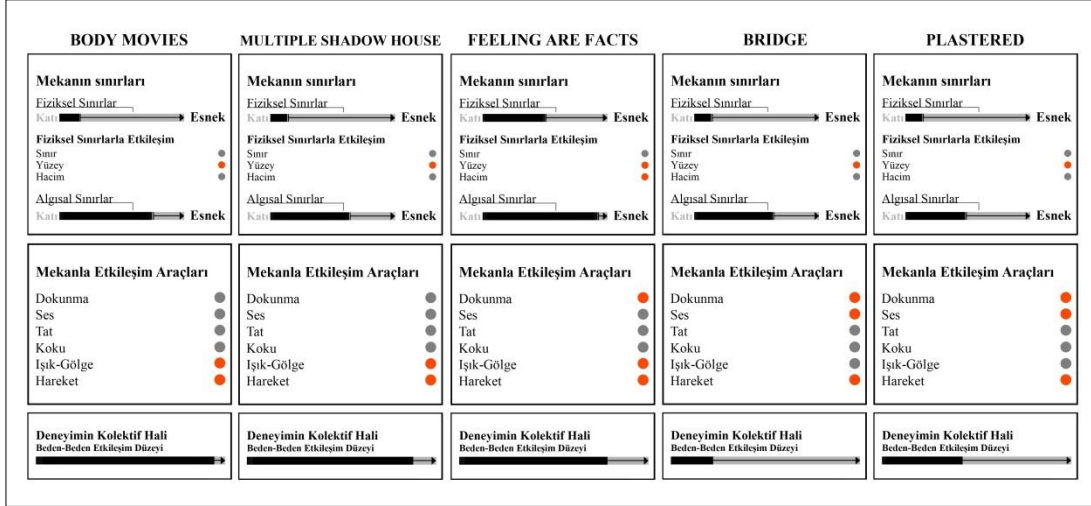 BODY MOVIES
Mekanın sınırları
Fiziksel Sınırlar
Katı Esnek
Fiziksel Sınırlarla Etkileşim
Sınır
Yüzey
Hacim
Algısal Sınırlar
Katı Esnek
Mekanla Etkileşim Araçları
Dokunma
Ses
Tat
Koku
Işık-Gölge
Hareket
Deneyimin Kolektif Hali
Beden-Beden Etkileşim Düzeyi
MULTIPLE SHADOW HOUSE
Mekanın sınırları
Fiziksel Sınırlar
Katı Esnek
Fiziksel Sınırlarla Etkileşim
Sınır
Yüzey
Hacim
Algısal Sınırlar
Katı Esnek
Mekanla Etkileşim Araçları
Dokunma
Ses
Tat
Koku
Işık-Gölge
Hareket
Deneyimin Kolektif Hali
Beden-Beden Etkileşim Düzeyi
FEELING ARE FACTS
Mekanın sınırları
Fiziksel Sınırlar
Katı Esnek
Fiziksel Sınırlarla Etkileşim
Sınır
Yüzey
Hacim
Algısal Sınırlar
Katı Esnek
Mekanla Etkileşim Araçları
Dokunma
Ses
Tat
Koku
Işık-Gölge
Hareket
Deneyimin Kolektif Hali
Beden-Beden Etkileşim Düzeyi
BRIDGE
Mekanın sınırları
Fiziksel Sınırlar
Katı Esnek
Fiziksel Sınırlarla Etkileşim
Sınır
Yüzey
Hacim
Algısal Sınırlar
Katı Esnek
Mekanla Etkileşim Araçları
Dokunma
Ses
Tat
Koku
Işık-Gölge
Hareket
Deneyimin Kolektif Hali
Beden-Beden Etkileşim Düzeyi
PLASTERED
Mekanın sınırları
Fiziksel Sınırlar
Katı Esnek
Fiziksel Sınırlarla Etkileşim
Sınır
Yüzey
Hacim
Algısal Sınırlar
Katı Esnek
Mekanla Etkileşim Araçları
Dokunma
Ses
Tat
Koku
Işık-Gölge
Hareket
Deneyimin Kolektif Hali
Beden-Beden Etkileşim Düzeyi